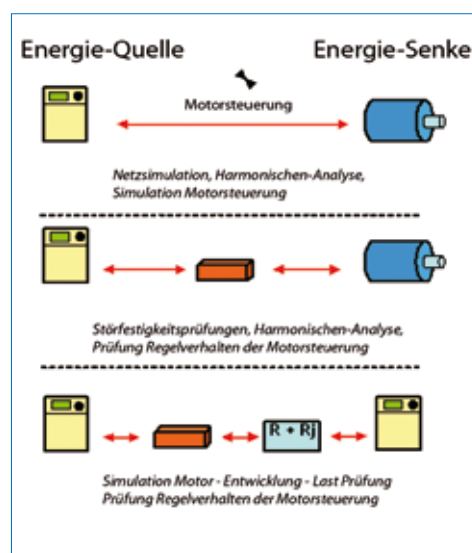 Energie-Quelle Energie-Senke
Motorsteuerung
Netzsimulation, Harmonischen-Analyse,
Simulation Motorsteuerung
Störfestigkeitsprüfungen, Harmonischen-Analyse,
Prüfung Regelverhalten der Motorsteuerung
R + Rj
Simulation Motor - Entwicklung - Last Prüfung
Prüfung Regelverhalten der Motorsteuerung